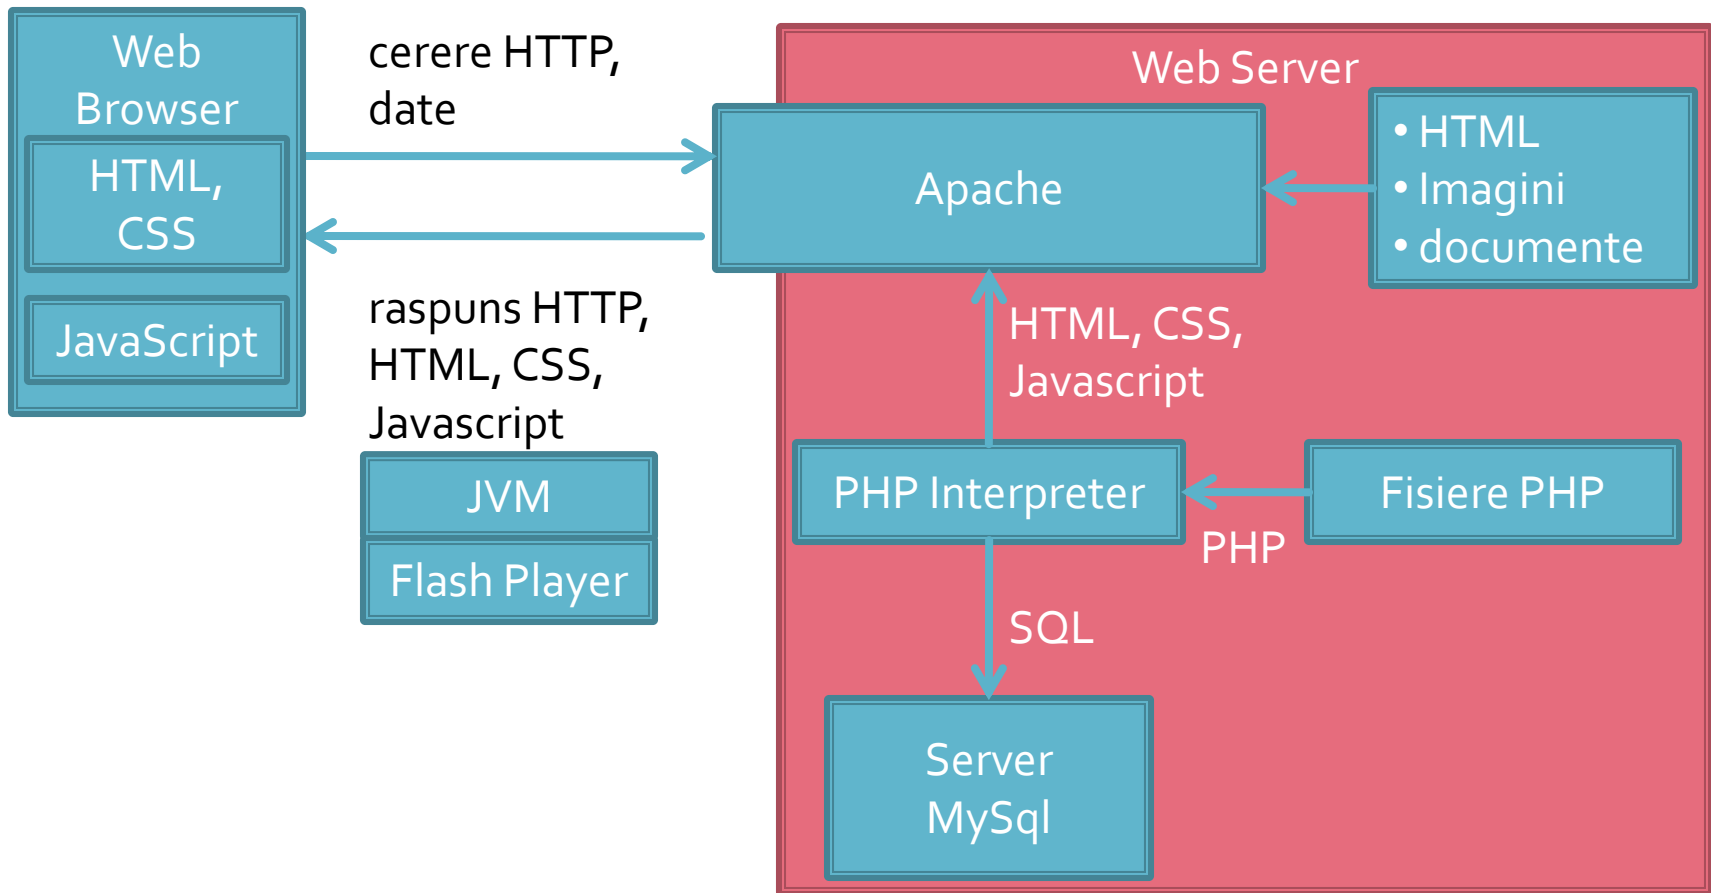 Web
Browser
HTML,
CSS
JavaScript
cerere HTTP,
date
raspuns HTTP,
HTML, CSS,
Javascript
JVM
Flash Player
Web Server
Apache
• HTML
• Imagini
• documente
HTML, CSS,
Javascript
PHP Interpreter
PHP
Fisiere PHP
SQL
Server
MySql